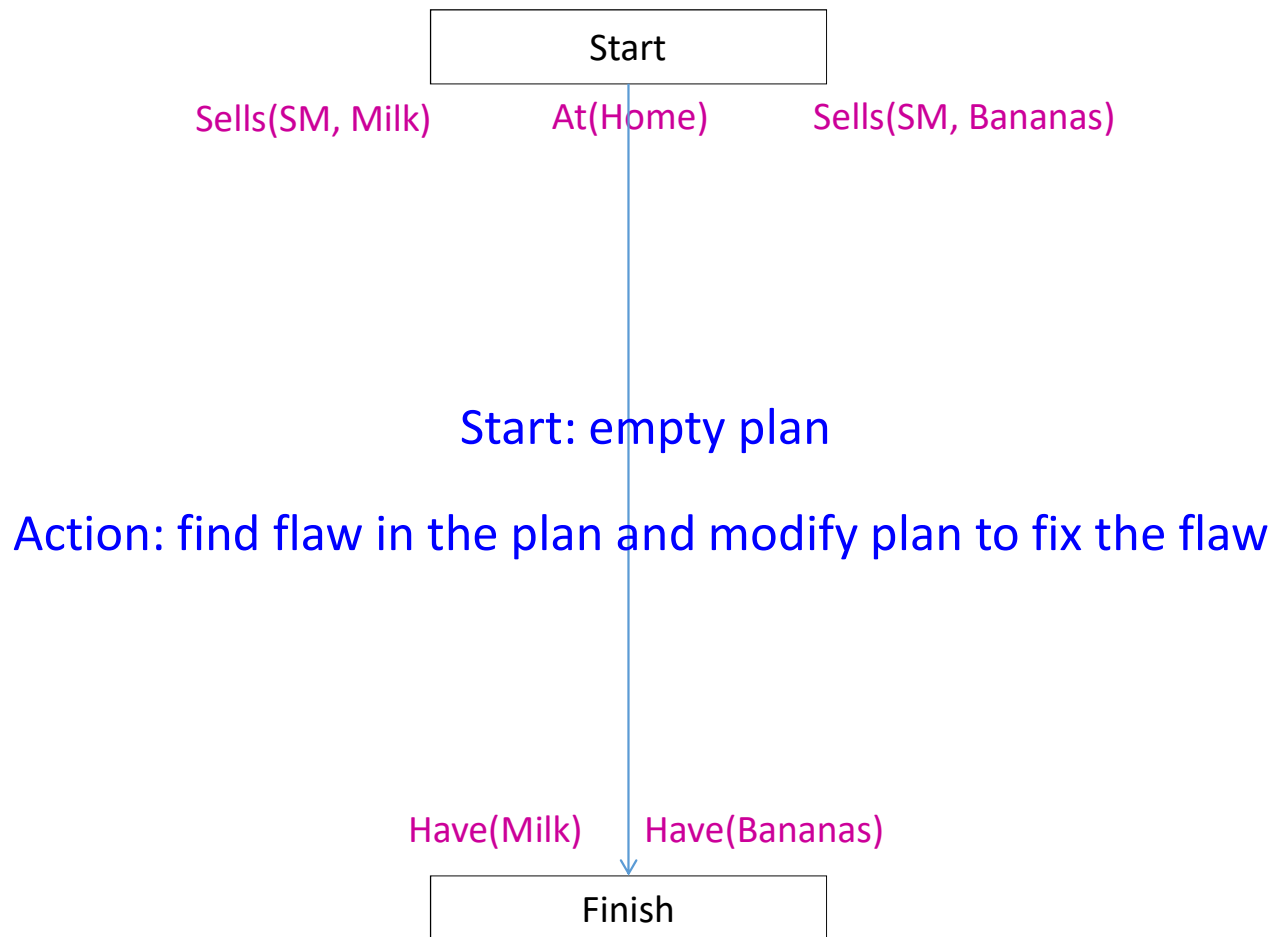 Start
Sells(SM, Milk) At(Home) Sells(SM, Bananas)
Start: empty plan
Action: find flaw in the plan and modify plan to fix the flaw
Have(Milk) Have(Bananas)
Finish